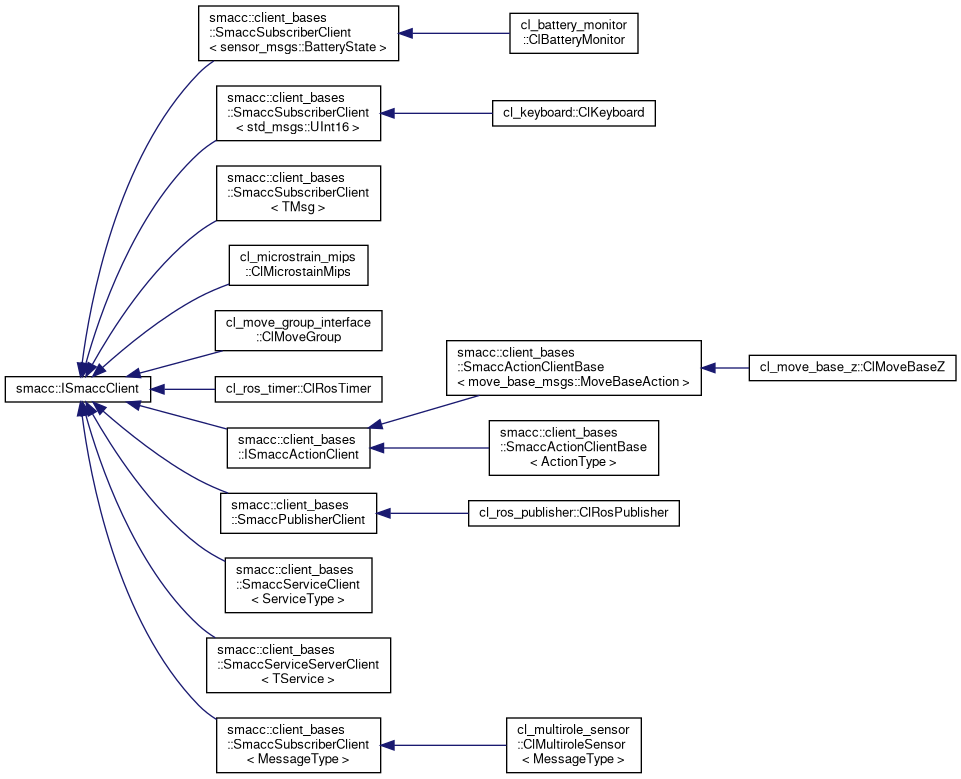 smacc::client_bases
::SmaccSubscriberClient
< sensor_msgs::BatteryState >
cl_battery_monitor
::ClBatteryMonitor
smacc::client_bases
::SmaccSubscriberClient
< std_msgs::UInt16 >
cl_keyboard::ClKeyboard
smacc::client_bases
::SmaccSubscriberClient
< TMsg >
cl_microstrain_mips
::ClMicrostainMips
cl_move_group_interface
::ClMoveGroup
smacc::ISmaccClient
cl_ros_timer::ClRosTimer
smacc::client_bases
::SmaccActionClientBase
< move_base_msgs::MoveBaseAction >
cl_move_base_z::ClMoveBaseZ
smacc::client_bases
::ISmaccActionClient
smacc::client_bases
::SmaccActionClientBase
< ActionType >
smacc::client_bases
::SmaccPublisherClient
cl_ros_publisher::ClRosPublisher
smacc::client_bases
::SmaccServiceClient
< ServiceType >
smacc::client_bases
::SmaccServiceServerClient
< TService >
smacc::client_bases
::SmaccSubscriberClient
< MessageType >
cl_multirole_sensor
::ClMultiroleSensor
< MessageType >